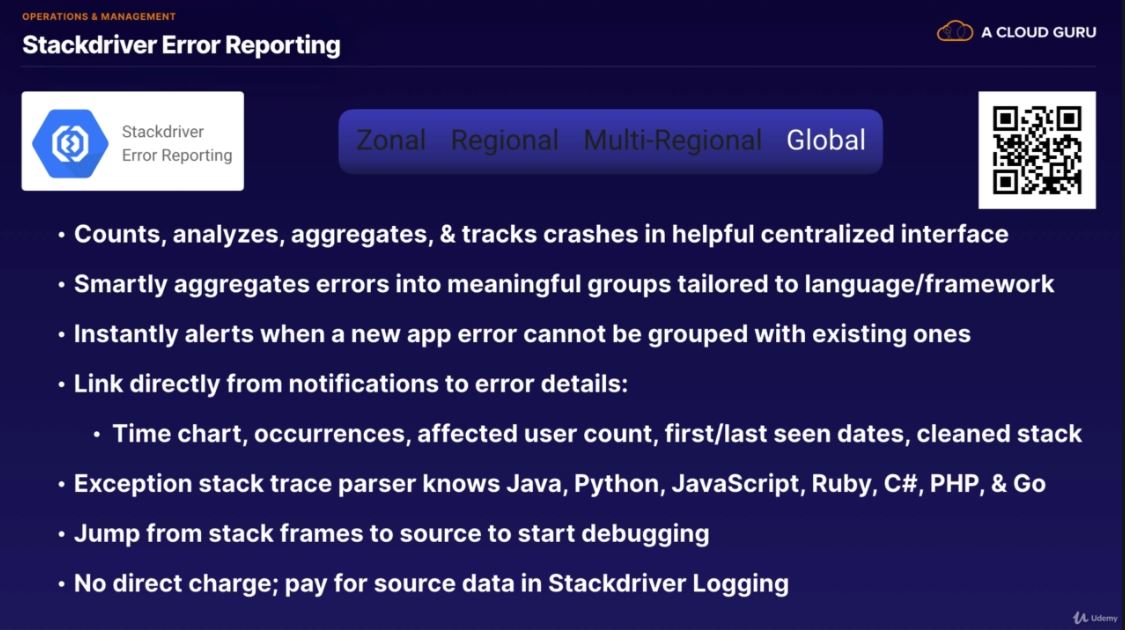 OPERATIONS & MANAGEMENT
Stackdriver Error Reporting
A CLOUD GURU
Stackdriver
Error Reporting
Zonal Regional Multi-Regional Global
• Counts, analyzes, aggregates, & tracks crashes in helpful centralized interface
• Smartly aggregates errors into meaningful groups tailored to language/framework
• Instantly alerts when a new app error cannot be grouped with existing ones
• Link directly from notifications to error details:
• Time chart, occurrences, affected user count, first/last seen dates, cleaned stack
• Exception stack trace parser knows Java, Python, JavaScript, Ruby, C#, PHP, & Go
• Jump from stack frames to source to start debugging
• No direct charge; pay for source data in Stackdriver Logging
Udemy